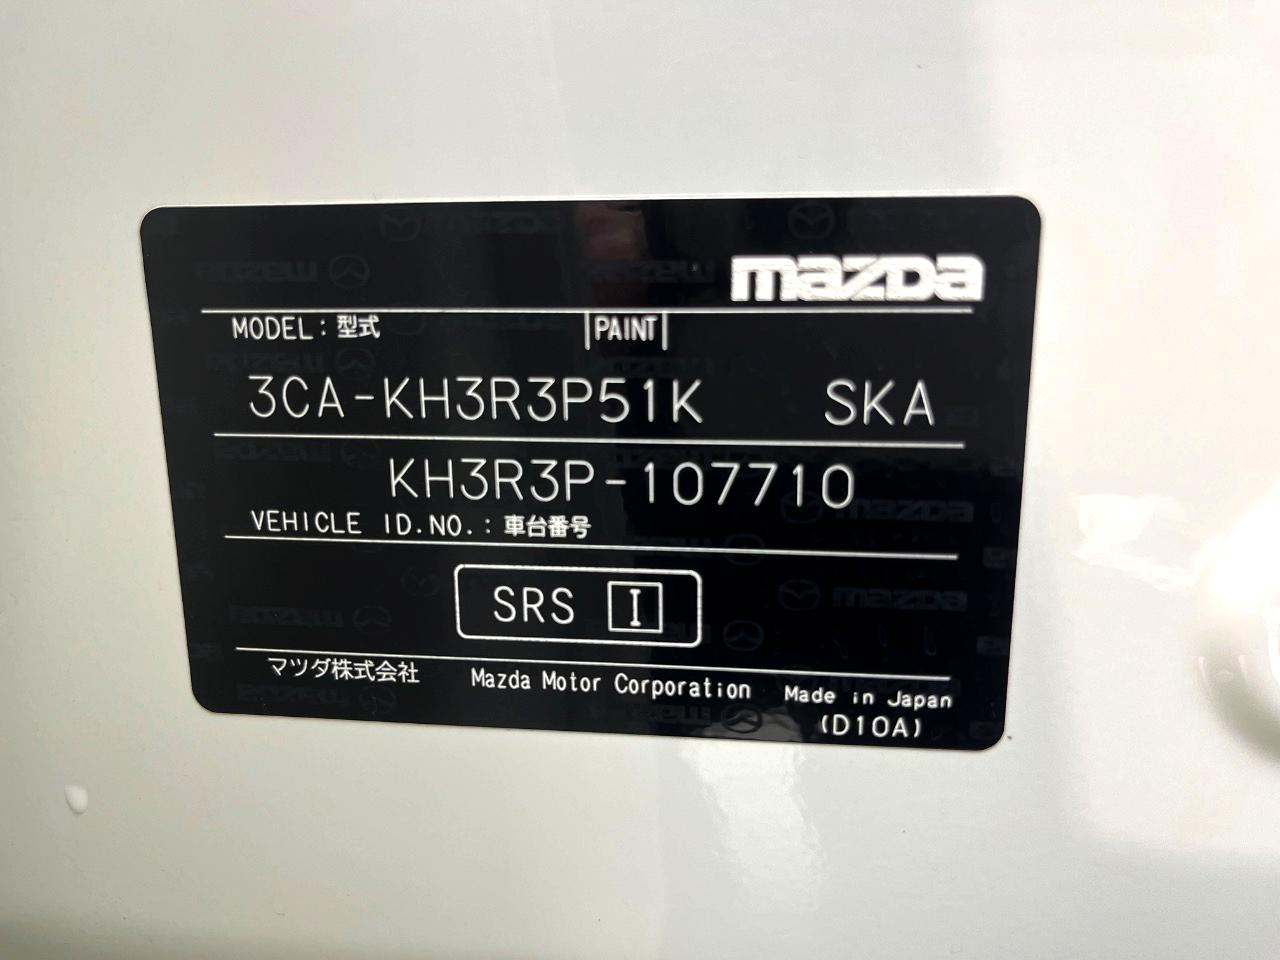 mazda
MODEL：型式 PAINT
3CA-KH3R3P51K SKA
KH3R3P-107710
VEHICLE ID.NO.：車台番号
SRS I
マツダ株式会社 Mazda Motor Corporation Made in Japan
(D10A)